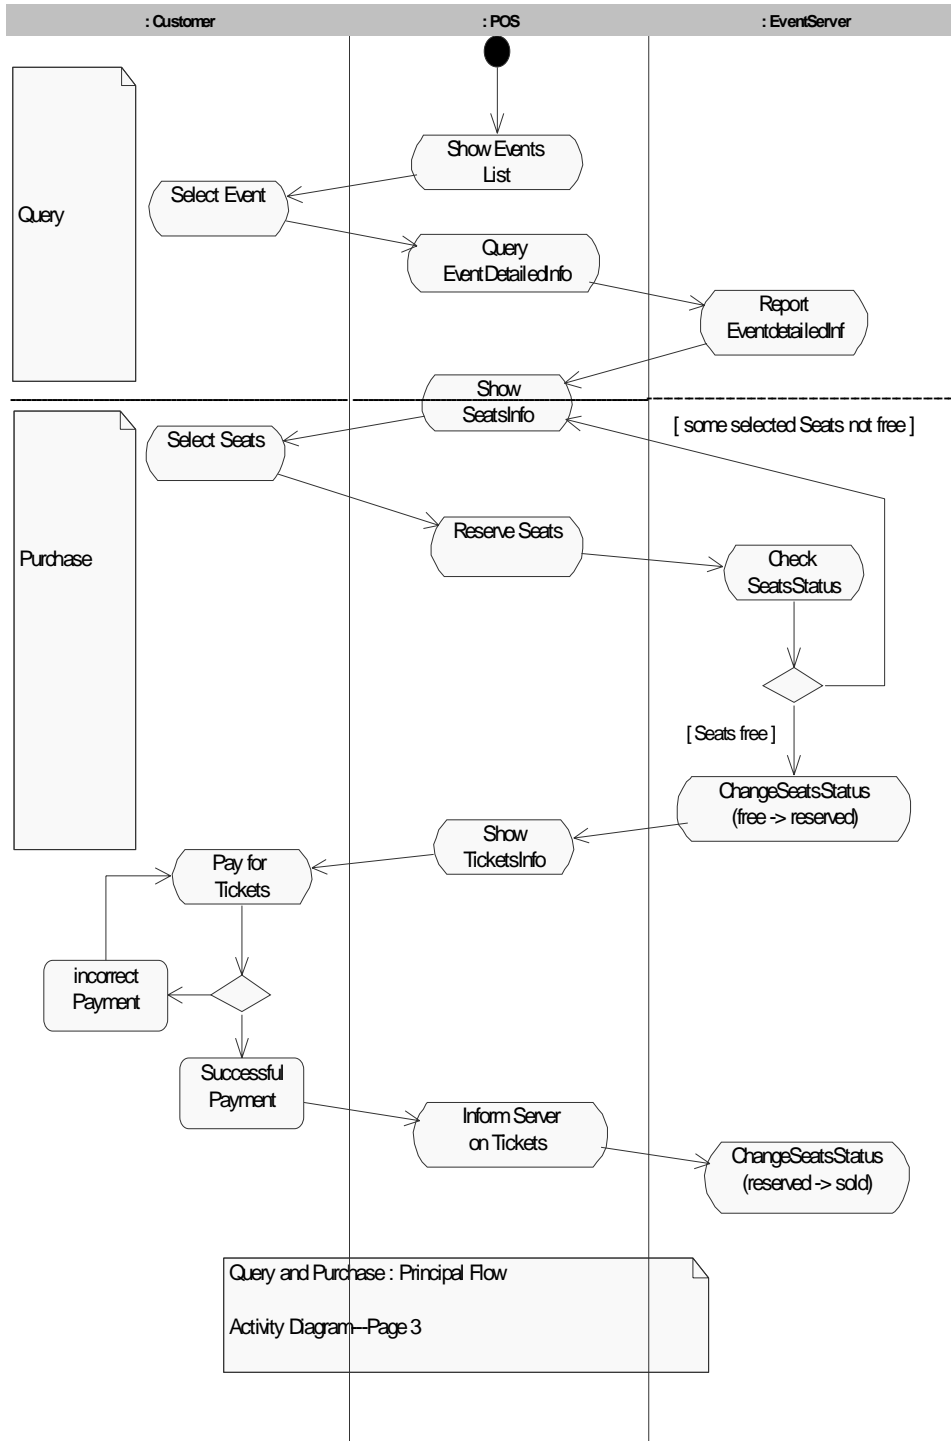 : Customer
: POS
: EventServer
Show Events
List
Select Event
Query
Query
EventDetailedInfo
Report
EventdetailedInf
Show
SeatsInfo
[ some selected Seats not free ]
Select Seats
Purchase
Reserve Seats
Check
SeatsStatus
[ Seats free ]
ChangeSeatsStatus
(free -> reserved)
Show
TicketsInfo
Pay for
Tickets
incorrect
Payment
Successful
Payment
Inform Server
on Tickets
ChangeSeatsStatus
(reserved -> sold)
Query and Purchase : Principal Flow
Activity Diagram---Page 3